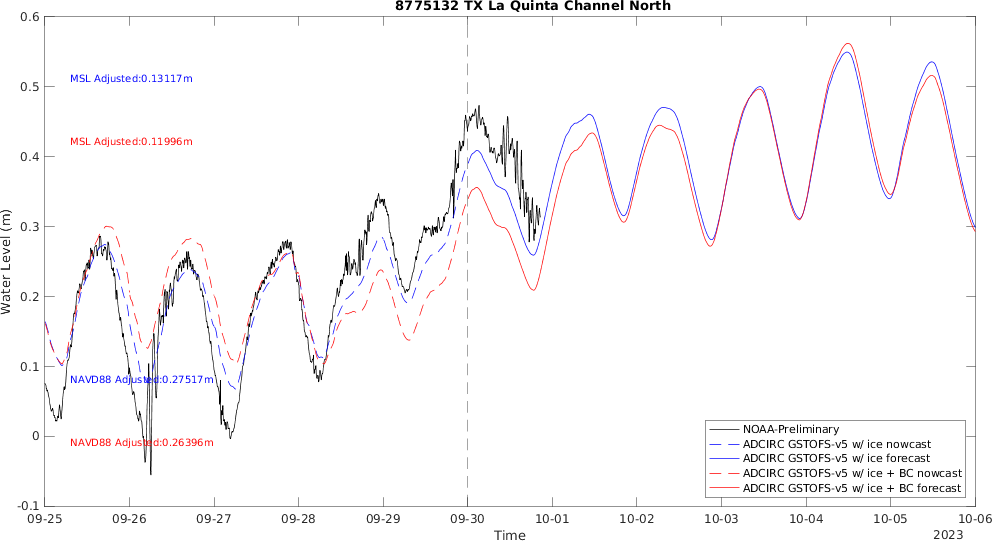 8775132 TX La Quinta Channel North
0.6
0.5
0.4
0.3
0.2
0.1
0
-0.1
Water Level (m)
MSL Adjusted:0.13117m
MSL Adjusted:0.11996m
NAVD88 Adjusted:0.27517m
NAVD88 Adjusted:0.26396m
NOAA-Preliminary
ADCIRC GSTOFS-v5 w/ ice nowcast
ADCIRC GSTOFS-v5 w/ ice forecast
ADCIRC GSTOFS-v5 w/ ice + BC nowcast
ADCIRC GSTOFS-v5 w/ ice + BC forecast
09-25 09-26 09-27 09-28 09-29 09-30 10-01 10-02 10-03 10-04 10-05 10-06
Time
2023